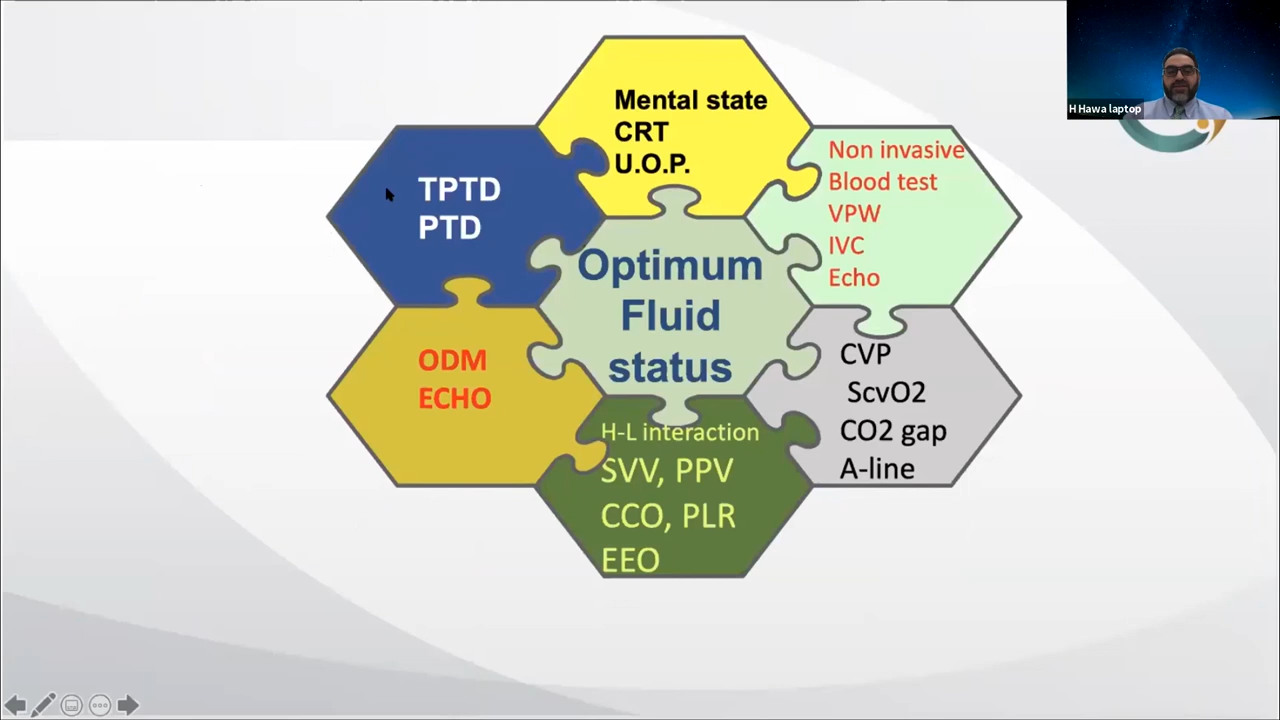 H Hawa laptop
Mental state
CRT
U.O.P.
Non invasive
Blood test
VPW
IVC
Echo
TPTD
PTD
Optimum
Fluid
status
ODM
ECHO
CVP
ScvO2
CO2 gap
A-line
H-L interaction
SVV, PPV
CCO, PLR
EEO